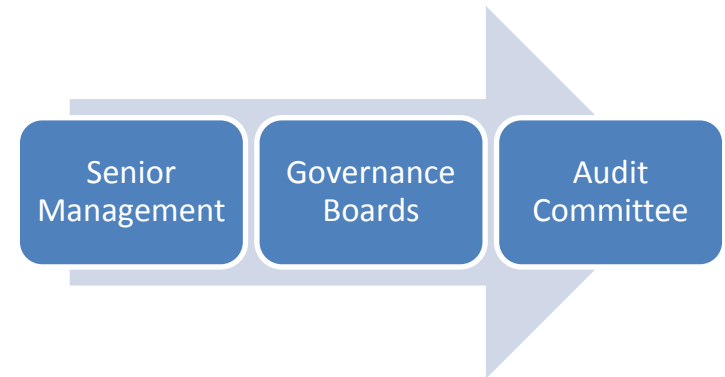 Senior
Management
Governance
Boards
Audit
Committee